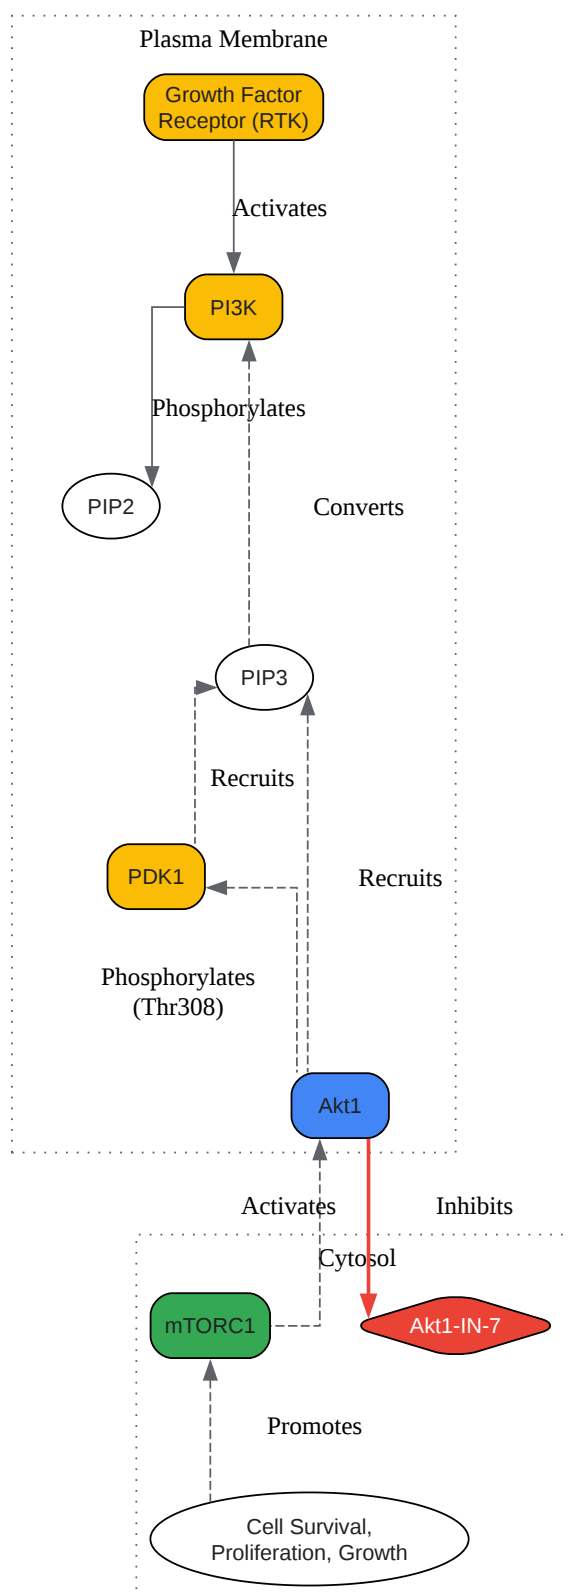 Plasma Membrane
Growth Factor
Receptor (RTK)
Activates
PI3K
Phosphorylates
PIP2
Converts
PIP3
Recruits
PDK1
Recruits
Phosphorylates
(Thr308)
Akt1
Activates
Inhibits
Cytosol
mTORC1
Akt1-IN-7
Promotes
Cell Survival,
Proliferation, Growth